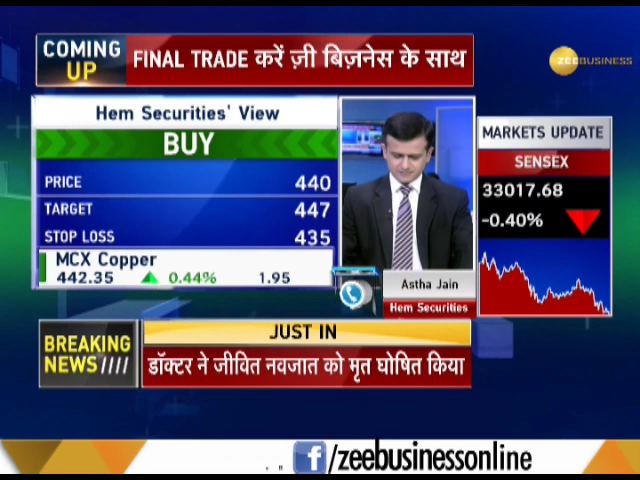 COMING UP
FINAL TRADE करें ज़ी बिज़नेस के साथ
ZEEBUSINESS
Hem Securities' View
BUY
PRICE 440
TARGET 447
STOP LOSS 435
MCX Copper
442.35 0.44% 1.95
Astha Jain
Hem Securities
MARKETS UPDATE
SENSEX
33017.68
-0.40%
BREAKING NEWS
JUST IN
डॉक्टर ने जीवित नवजात को मृत घोषित किया
f/zeebusinessonline